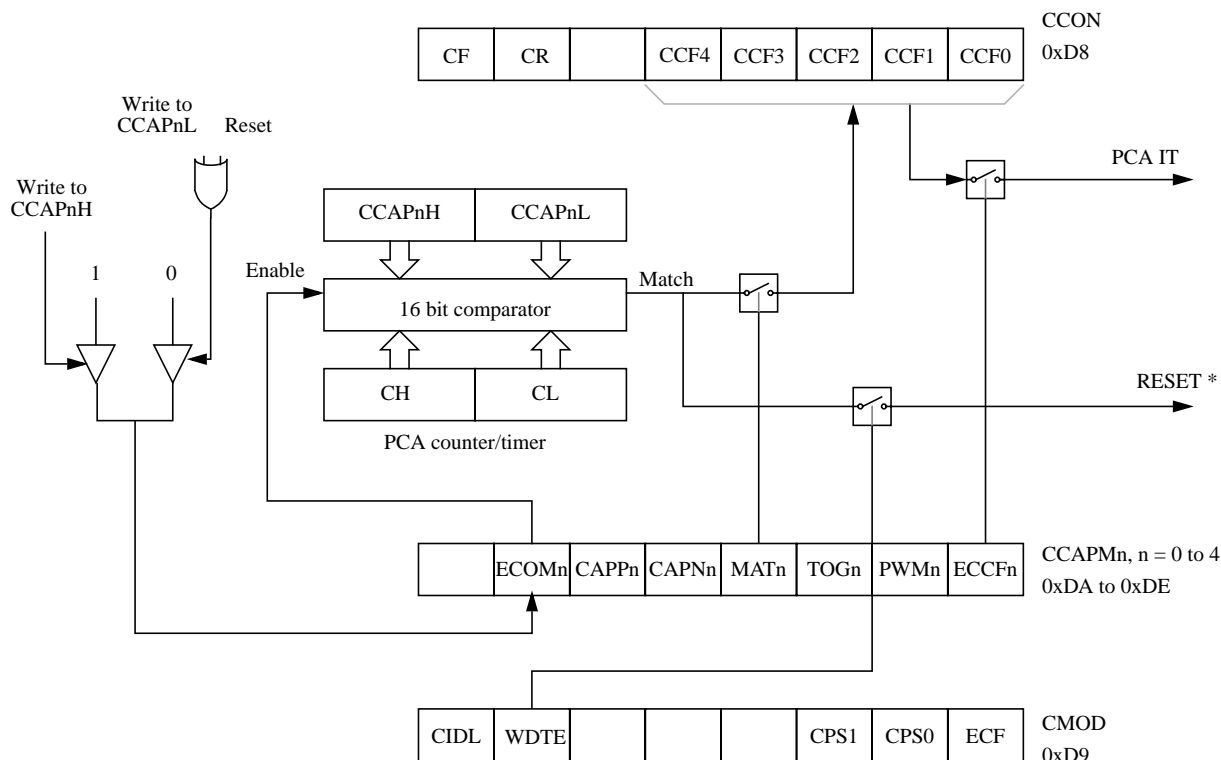 CCON
0xD8
CF CR CCF4 CCF3 CCF2 CCF1 CCF0
Write to
CCAPnL
Reset
PCA IT
Write to
CCAPnH
CCAPnH CCAPnL
1 0
Enable
Match
16 bit comparator
CH CL
RESET *
PCA counter/timer
ECOMn CAPPn CAPNn MATn TOGn PWMn ECCFn
CCAPMn, n = 0 to 4
0xDA to 0xDE
CIDL WDTE CPS1 CPS0 ECF
CMOD
0xD9